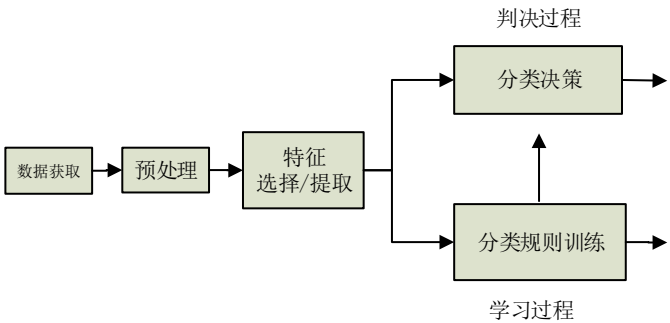 判决过程
分类决策
数据获取
预处理
特征
选择/提取
分类规则训练
学习过程